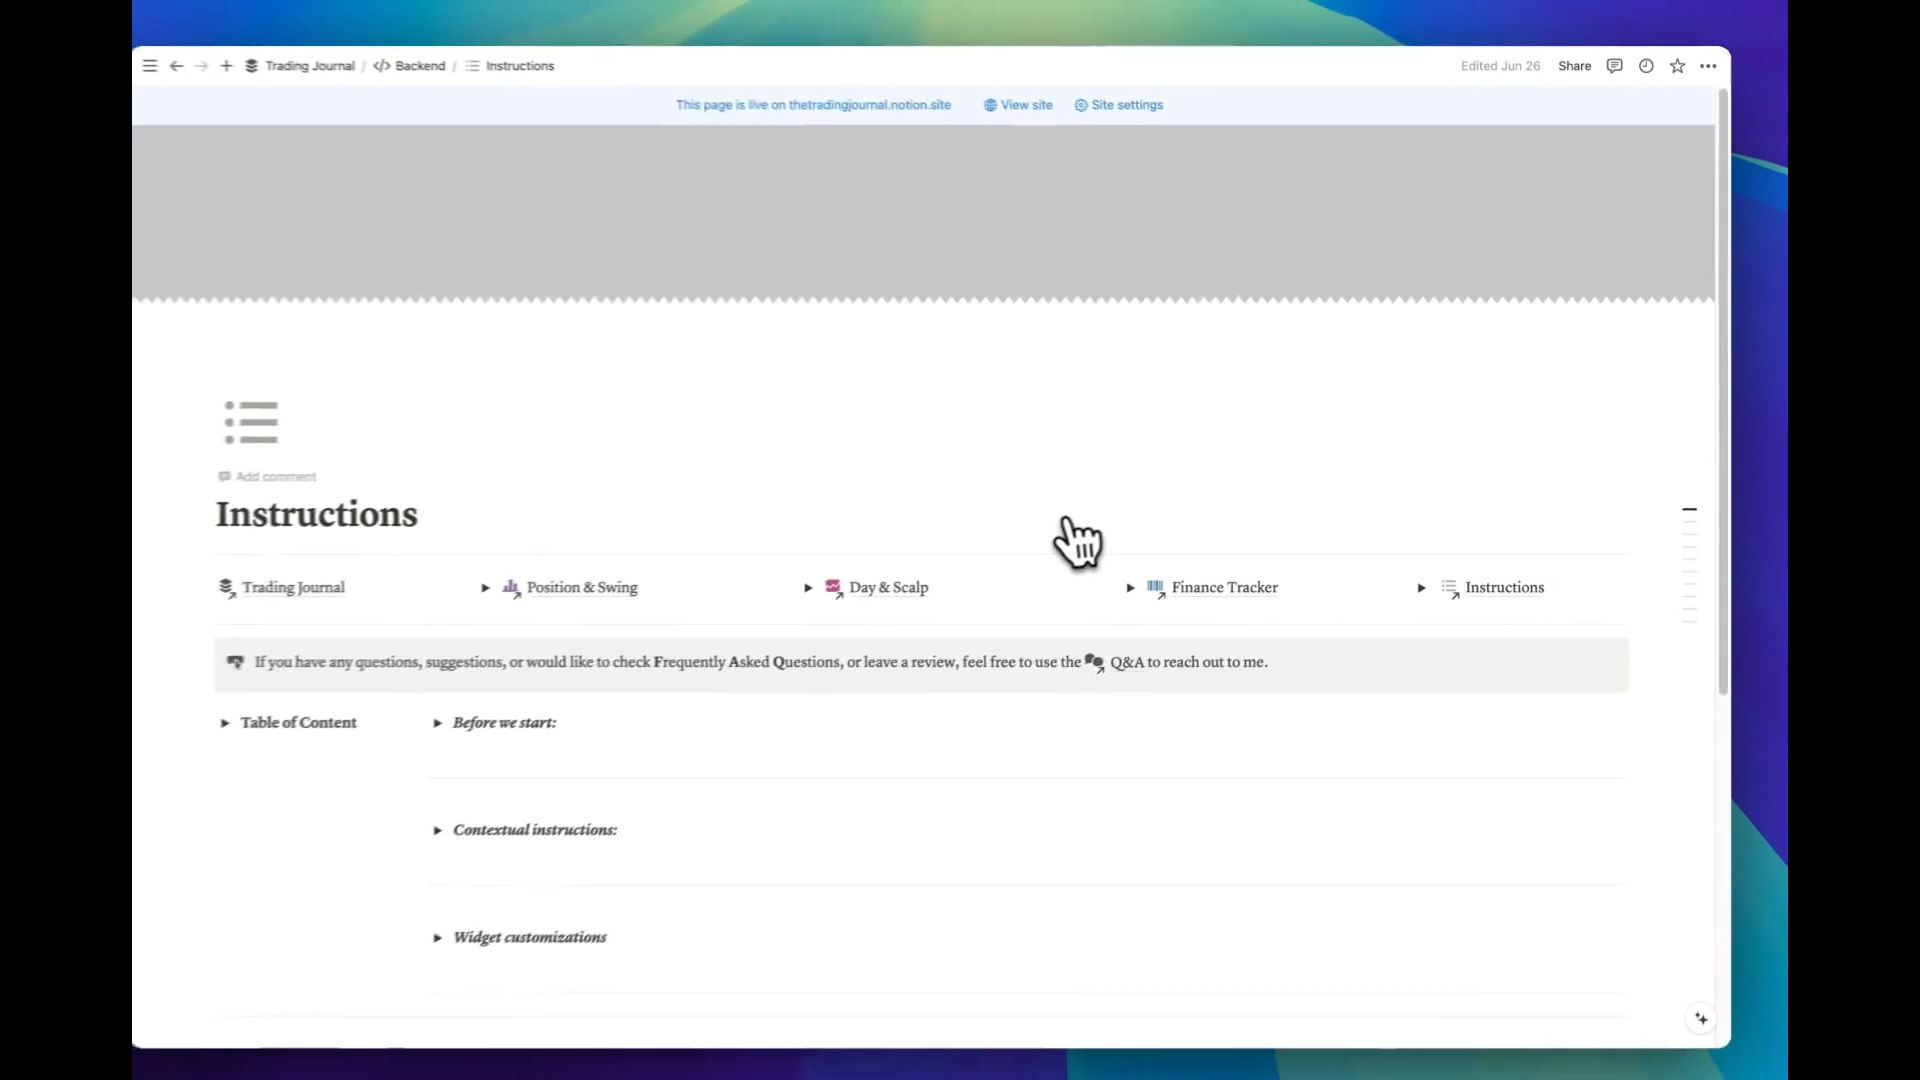 Trading Journal / Backend / Instructions
Edited Jun 26 Share
This page is live on thetradingjournal.notion.site View site Site settings
Add comment
Instructions
Trading Journal Position & Swing Day & Scalp Finance Tracker Instructions
If you have any questions, suggestions, or would like to check Frequently Asked Questions, or leave a review, feel free to use the Q&A to reach out to me.
Table of Content Before we start:
Contextual instructions:
Widget customizations